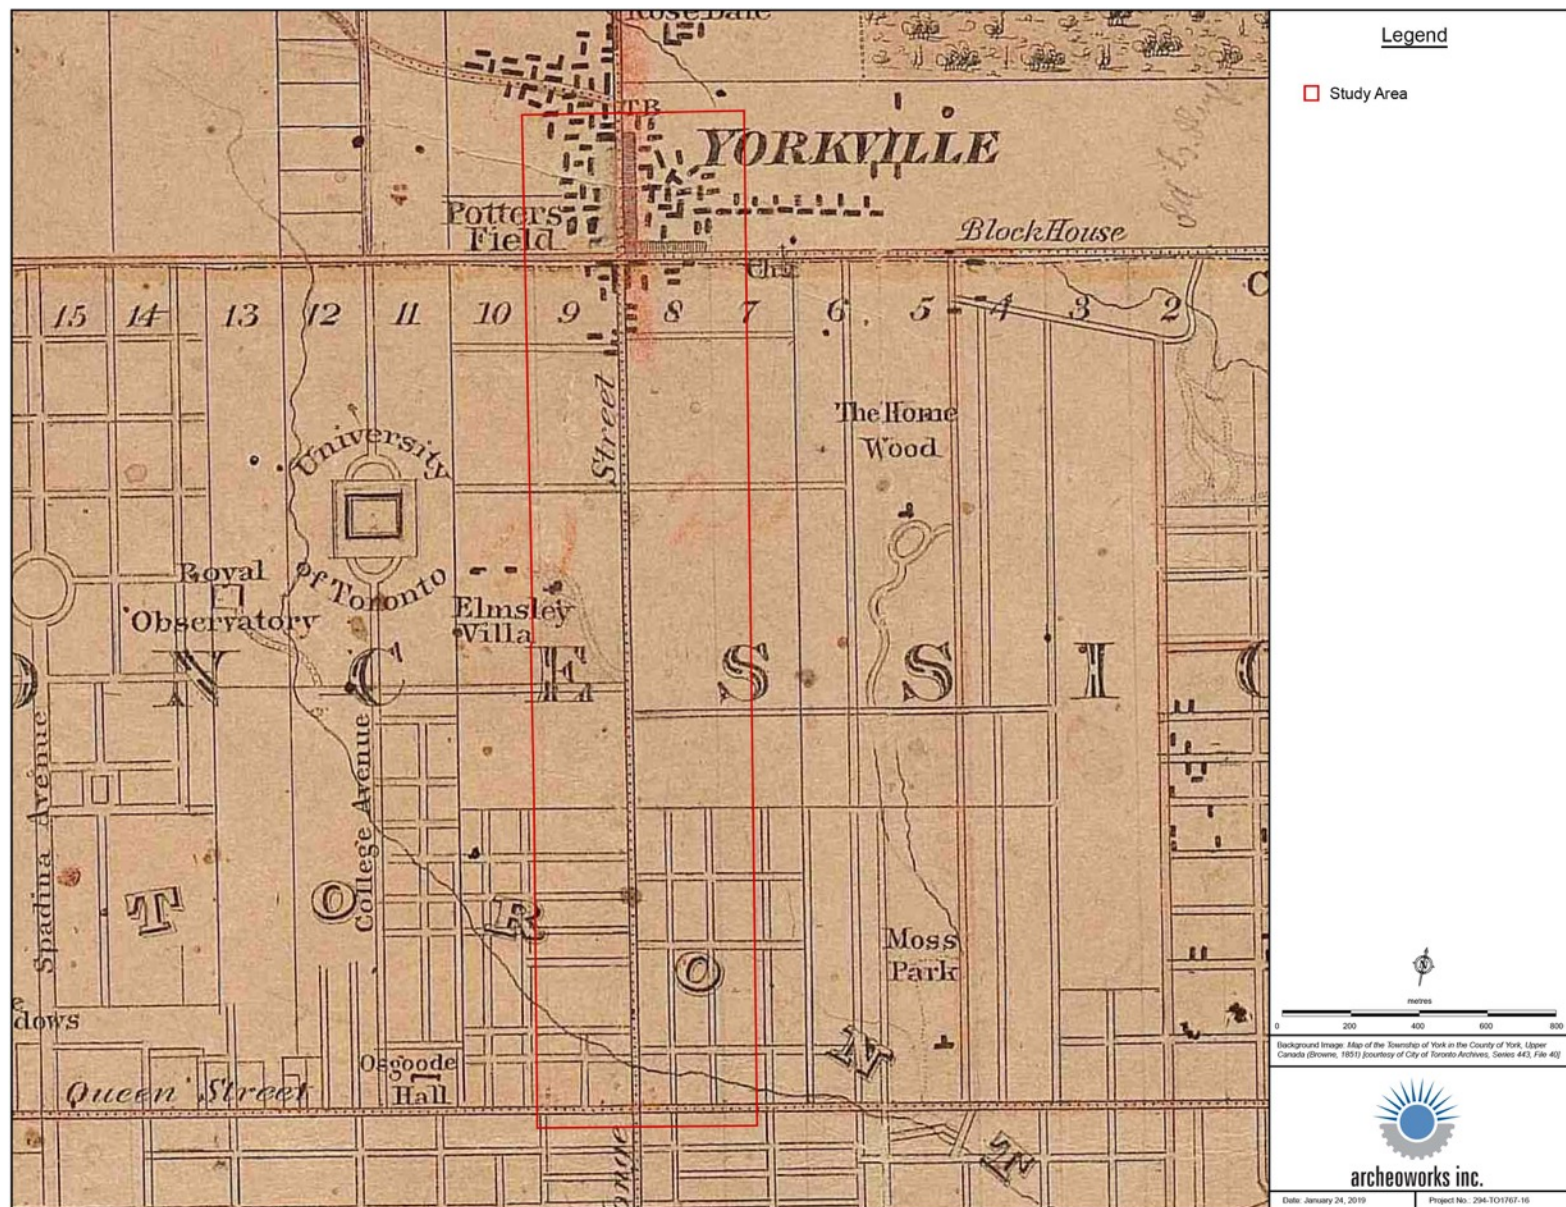 RoseDale
T.B
YORKVILLE
Potters
Field
BlockHouse
15 14 13 12 11 10 9 8 7 6 5 4 3 2
C
Street
The Home
Wood
University
of Toronto
Royal
Observatory
Elmsley
Villa
N C E S S I
Spadina Avenue
College Avenue
T O R O N T
Moss
Park
dows
Osgoode
Hall
Queen Street
Legend
Study Area
N
metres
0 200 400 600 800
Background Image: Map of the Township of York in the County of York, Upper
Canada (Browne, 1851) [courtesy of City of Toronto Archives, Series 443, File 40]
archeoworks inc.
Date: January 24, 2019
Project No.: 294-TO1767-16